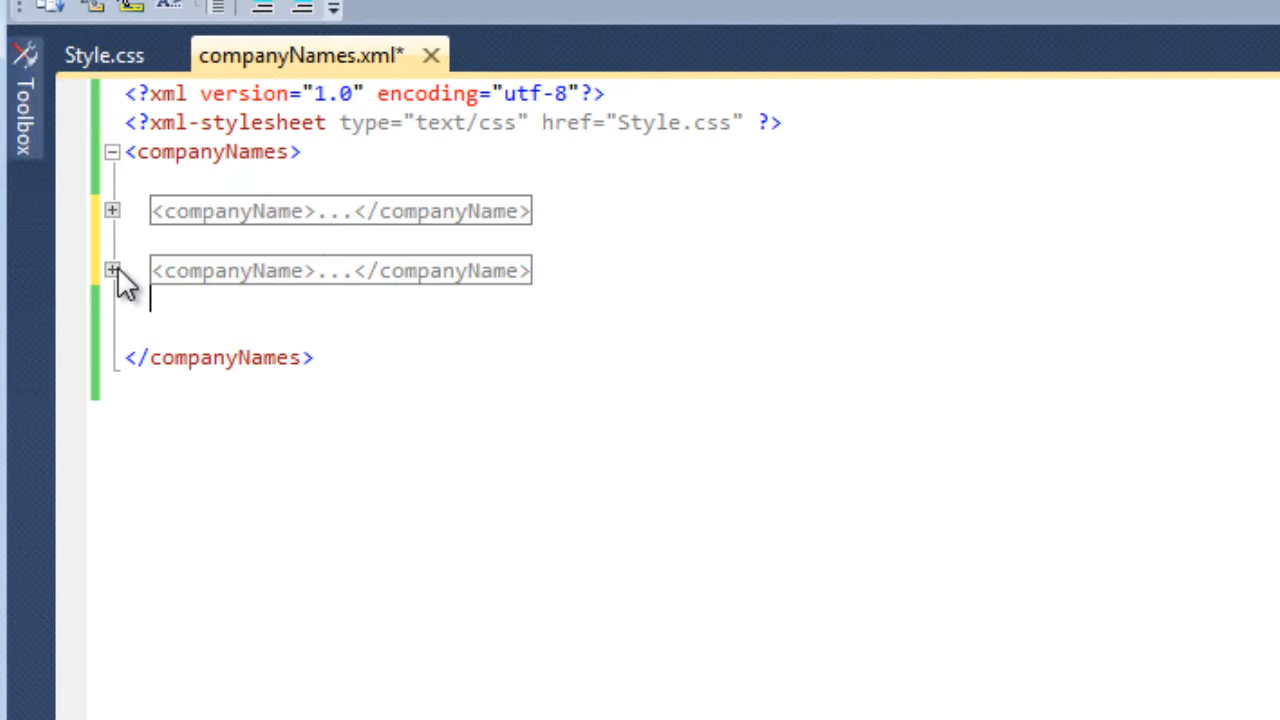 Style.css
companyNames.xml*
Toolbox
<?xml version="1.0" encoding="utf-8"?>
<?xml-stylesheet type="text/css" href="Style.css" ?>
<companyNames>
<companyName>...</companyName>
<companyName>...</companyName>
</companyNames>